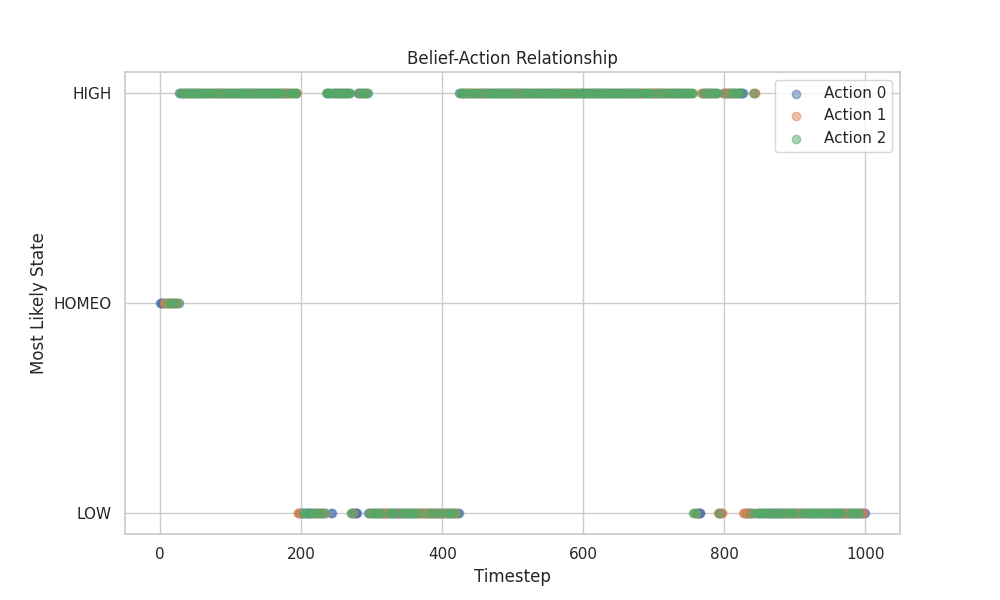 Belief-Action Relationship
HIGH
HOMEO
LOW
Most Likely State
0
200
400
600
800
1000
Timestep
Action 0
Action 1
Action 2